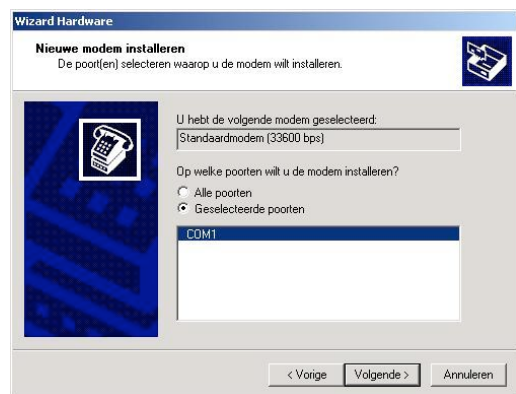 Wizard Hardware
Nieuwe modem installeren
De poort(en) selecteren waarop u de modem wilt installeren.
U hebt de volgende modem geselecteerd:
Standaardmodem (33600 bps)
Op welke poorten wilt u de modem installeren?
Alle poorten
Geselecteerde poorten
COM1
< Vorige
Volgende >
Annuleren